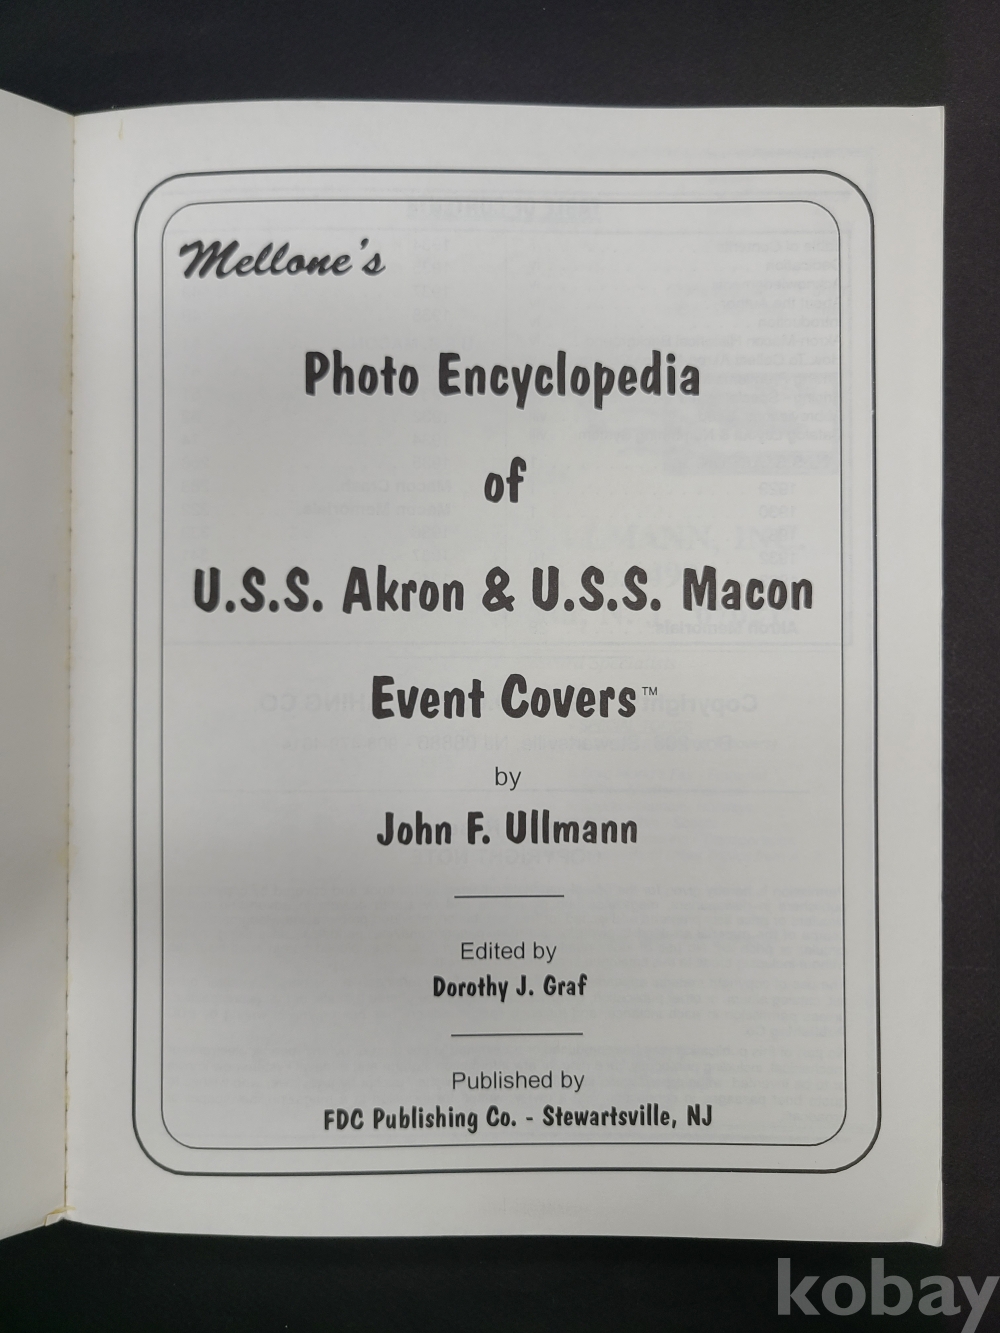 Mellone's
Photo Encyclopedia
of
U.S.S. Akron & U.S.S. Macon
Event Covers™
by
John F. Ullmann
Edited by
Dorothy J. Graf
Published by
FDC Publishing Co. - Stewartsville, NJ
kobay